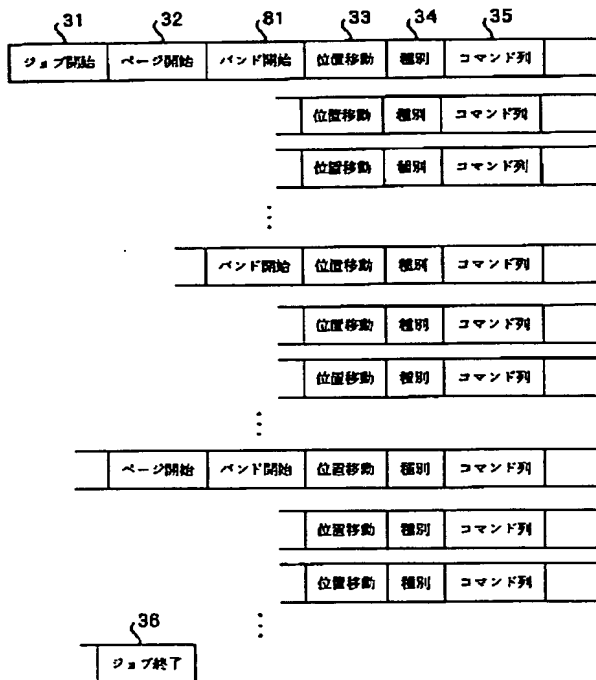 31 32 81 33 34 35
ジョブ開始 ページ開始 バンド開始 位置移動 種別 コマンド列
位置移動 種別 コマンド列
位置移動 種別 コマンド列
バンド開始 位置移動 種別 コマンド列
位置移動 種別 コマンド列
位置移動 種別 コマンド列
ページ開始 バンド開始 位置移動 種別 コマンド列
位置移動 種別 コマンド列
位置移動 種別 コマンド列
36
ジョブ終了